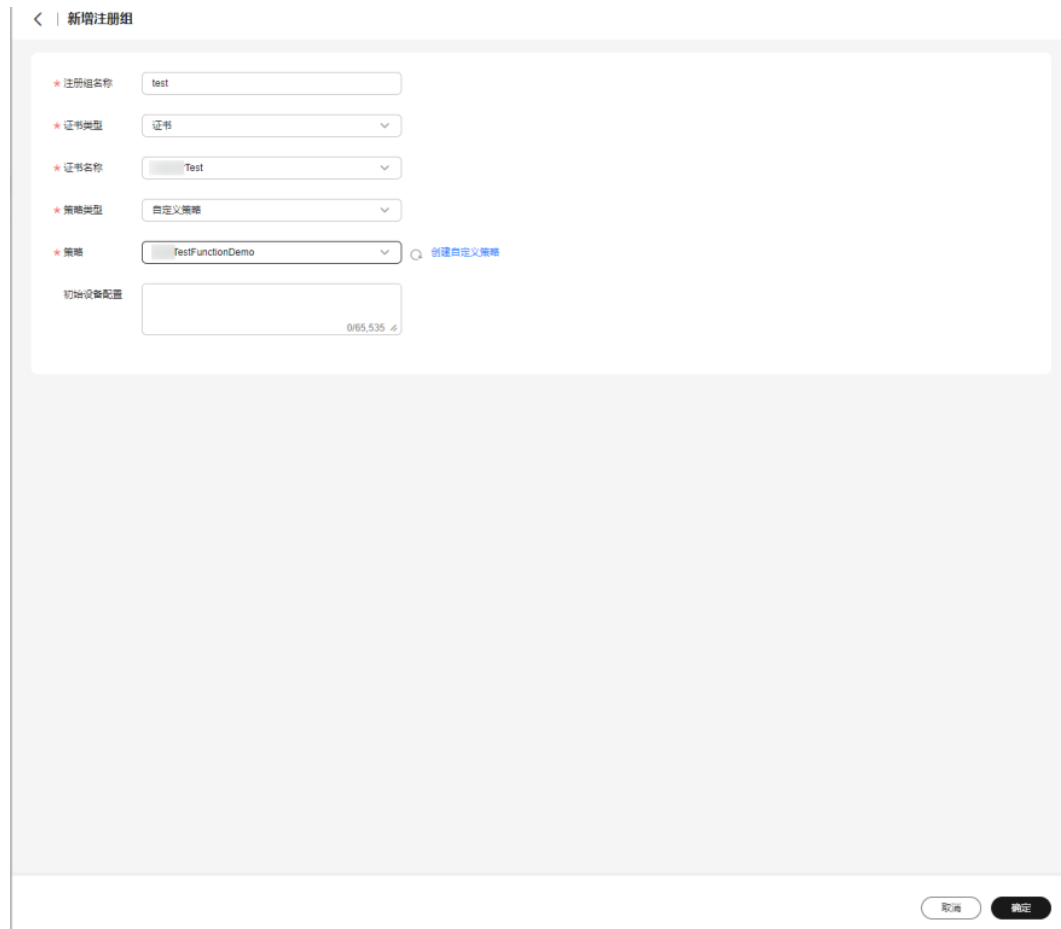 新增注册组
* 注册组名称 test
* 证书类型 证书
* 证书名称 Test
* 策略类型 自定义策略
* 策略 TestFunctionDemo 创建自定义策略
初始设备配置
0/65,535
取消 确定